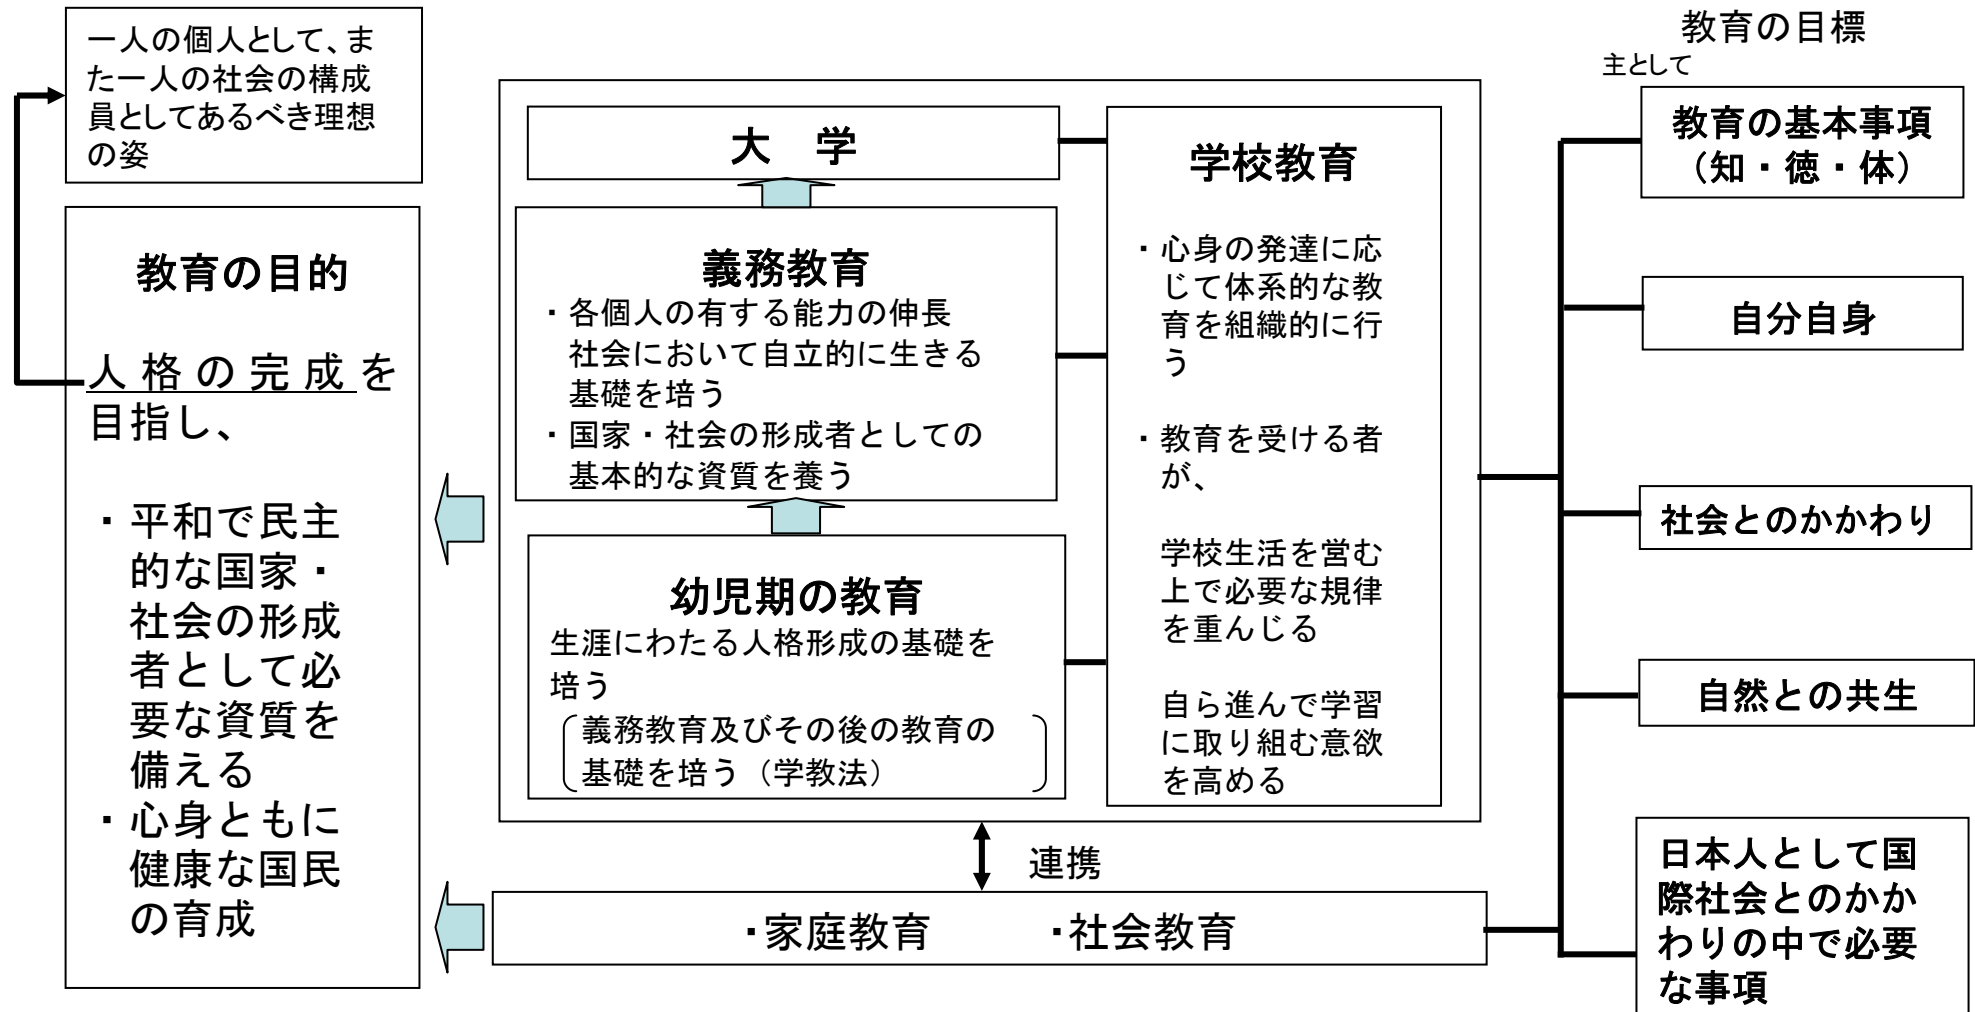 一人の個人として、ま
た一人の社会の構成
員としてあるべき理想
の姿
教育の目的
人格の完成を
目指し、
・平和で民主
的な国家・
社会の形成
者として必
要な資質を
備える
・心身ともに
健康な国民
の育成
大　学
義務教育
・各個人の有する能力の伸長
社会において自立的に生きる
基礎を培う
・国家・社会の形成者としての
基本的な資質を養う
幼児期の教育
生涯にわたる人格形成の基礎を
培う
義務教育及びその後の教育の
基礎を培う（学教法）
学校教育
・心身の発達に応
じて体系的な教
育を組織的に行
う
・教育を受ける者
が、
学校生活を営む
上で必要な規律
を重んじる
自ら進んで学習
に取り組む意欲
を高める
連携
・家庭教育　　・社会教育
教育の目標
主として
教育の基本事項
（知・徳・体）
自分自身
社会とのかかわり
自然との共生
日本人として国
際社会とのかか
わりの中で必要
な事項